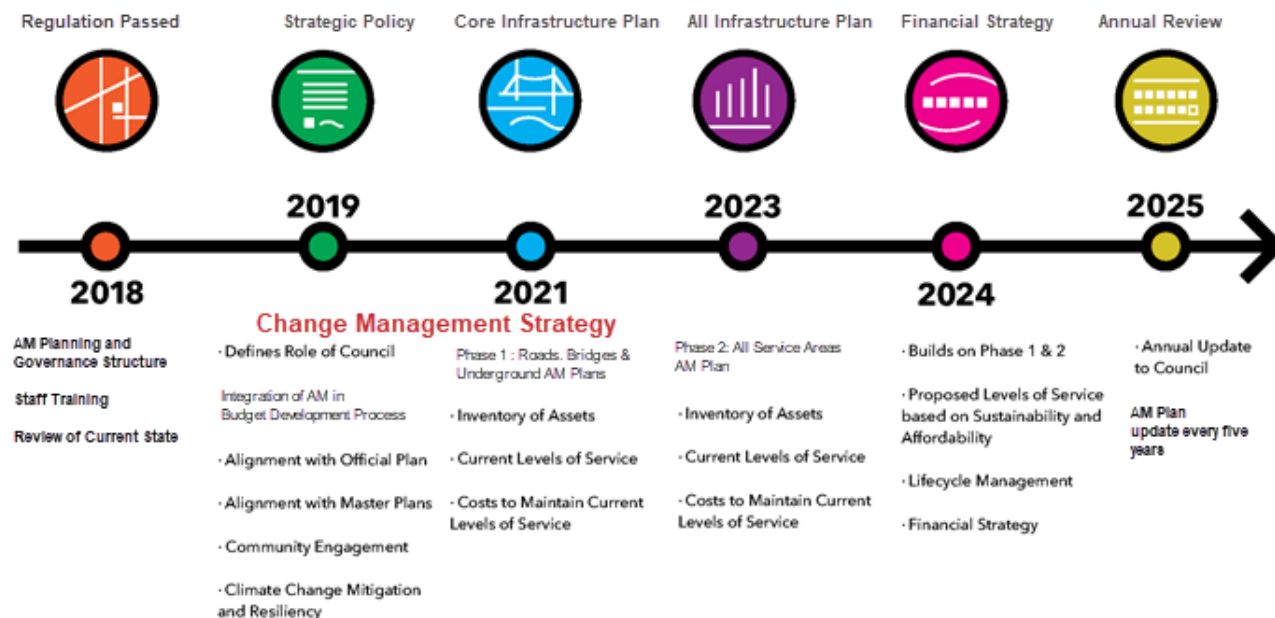 Regulation Passed
Strategic Policy
Core Infrastructure Plan
All Infrastructure Plan
Financial Strategy
Annual Review
2019
2023
2025
2018
2021
2024
Change Management Strategy
AM Planning and
Governance Structure
Staff Training
Review of Current State
· Defines Role of Council
Integration of AM in
Budget Development Process
· Alignment with Official Plan
· Alignment with Master Plans
· Community Engagement
· Climate Change Mitigation
and Resiliency
Phase 1 : Roads. Bridges &
Underground AM Plans
· Inventory of Assets
· Current Levels of Service
· Costs to Maintain Current
Levels of Service
Phase 2: All Service Areas
AM Plan
· Inventory of Assets
· Current Levels of Service
· Costs to Maintain Current
Levels of Service
· Builds on Phase 1 & 2
· Proposed Levels of Service
based on Sustainability and
Affordability
· Lifecycle Management
· Financial Strategy
· Annual Update
to Council
AM Plan
update every five
years